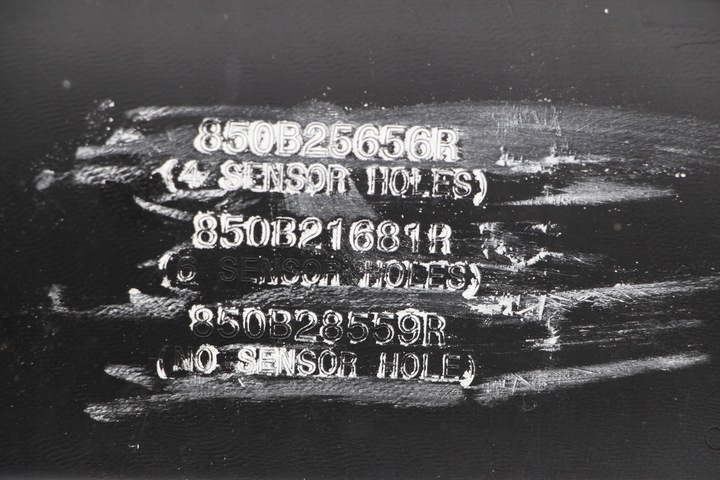 850B25656R
(4 SENSOR HOLES)
850B21681R
(6 SENSOR HOLES)
850B28559R
(NO SENSOR HOLE)